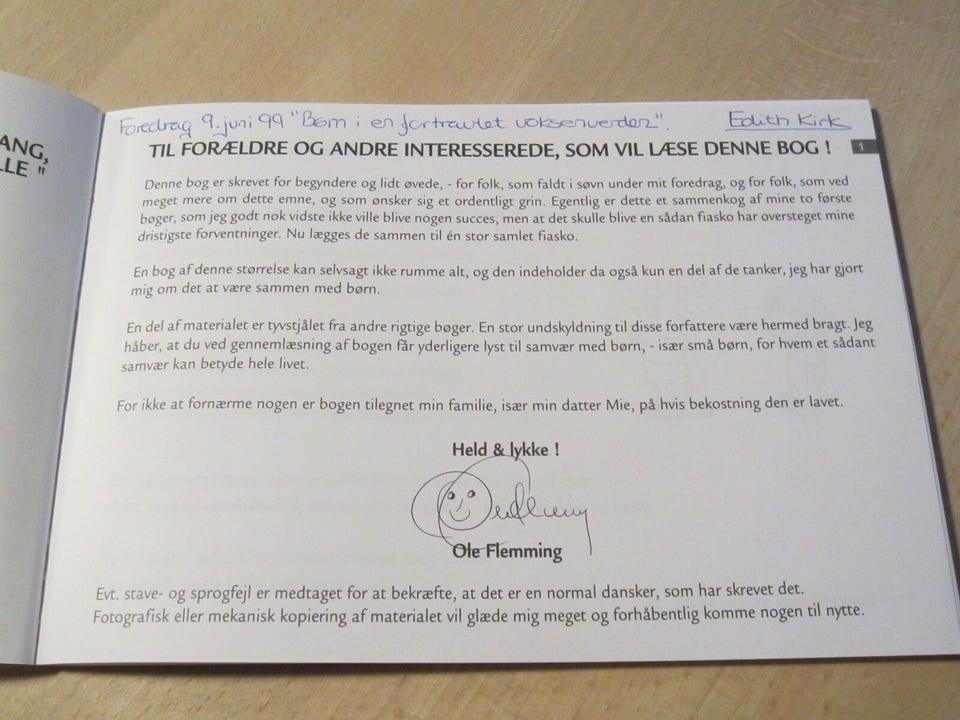 ANG,
LLE "
Foredrag 9. juni 99 "Børn i en fortravlet voksenverden". Edith Kirk
TIL FORÆLDRE OG ANDRE INTERESSEREDE, SOM VIL LÆSE DENNE BOG ! 1
Denne bog er skrevet for begyndere og lidt øvede, - for folk, som faldt i søvn under mit foredrag, og for folk, som ved
meget mere om dette emne, og som ønsker sig et ordentligt grin. Egentlig er dette et sammenkog af mine to første
bøger, som jeg godt nok vidste ikke ville blive nogen succes, men at det skulle blive en sådan fiasko har oversteget mine
dristigste forventninger. Nu lægges de sammen til én stor samlet fiasko.
En bog af denne størrelse kan selvsagt ikke rumme alt, og den indeholder da også kun en del af de tanker, jeg har gjort
mig om det at være sammen med børn.
En del af materialet er tyvstjålet fra andre rigtige bøger. En stor undskyldning til disse forfattere være hermed bragt. Jeg
håber, at du ved gennemlæsning af bogen får yderligere lyst til samvær med børn, - især små børn, for hvem et sådant
samvær kan betyde hele livet.
For ikke at fornærme nogen er bogen tilegnet min familie, især min datter Mie, på hvis bekostning den er lavet.
Held & lykke !
Ole Flemming
Evt. stave- og sprogfejl er medtaget for at bekræfte, at det er en normal dansker, som har skrevet det.
Fotografisk eller mekanisk kopiering af materialet vil glæde mig meget og forhåbentlig komme nogen til nytte.